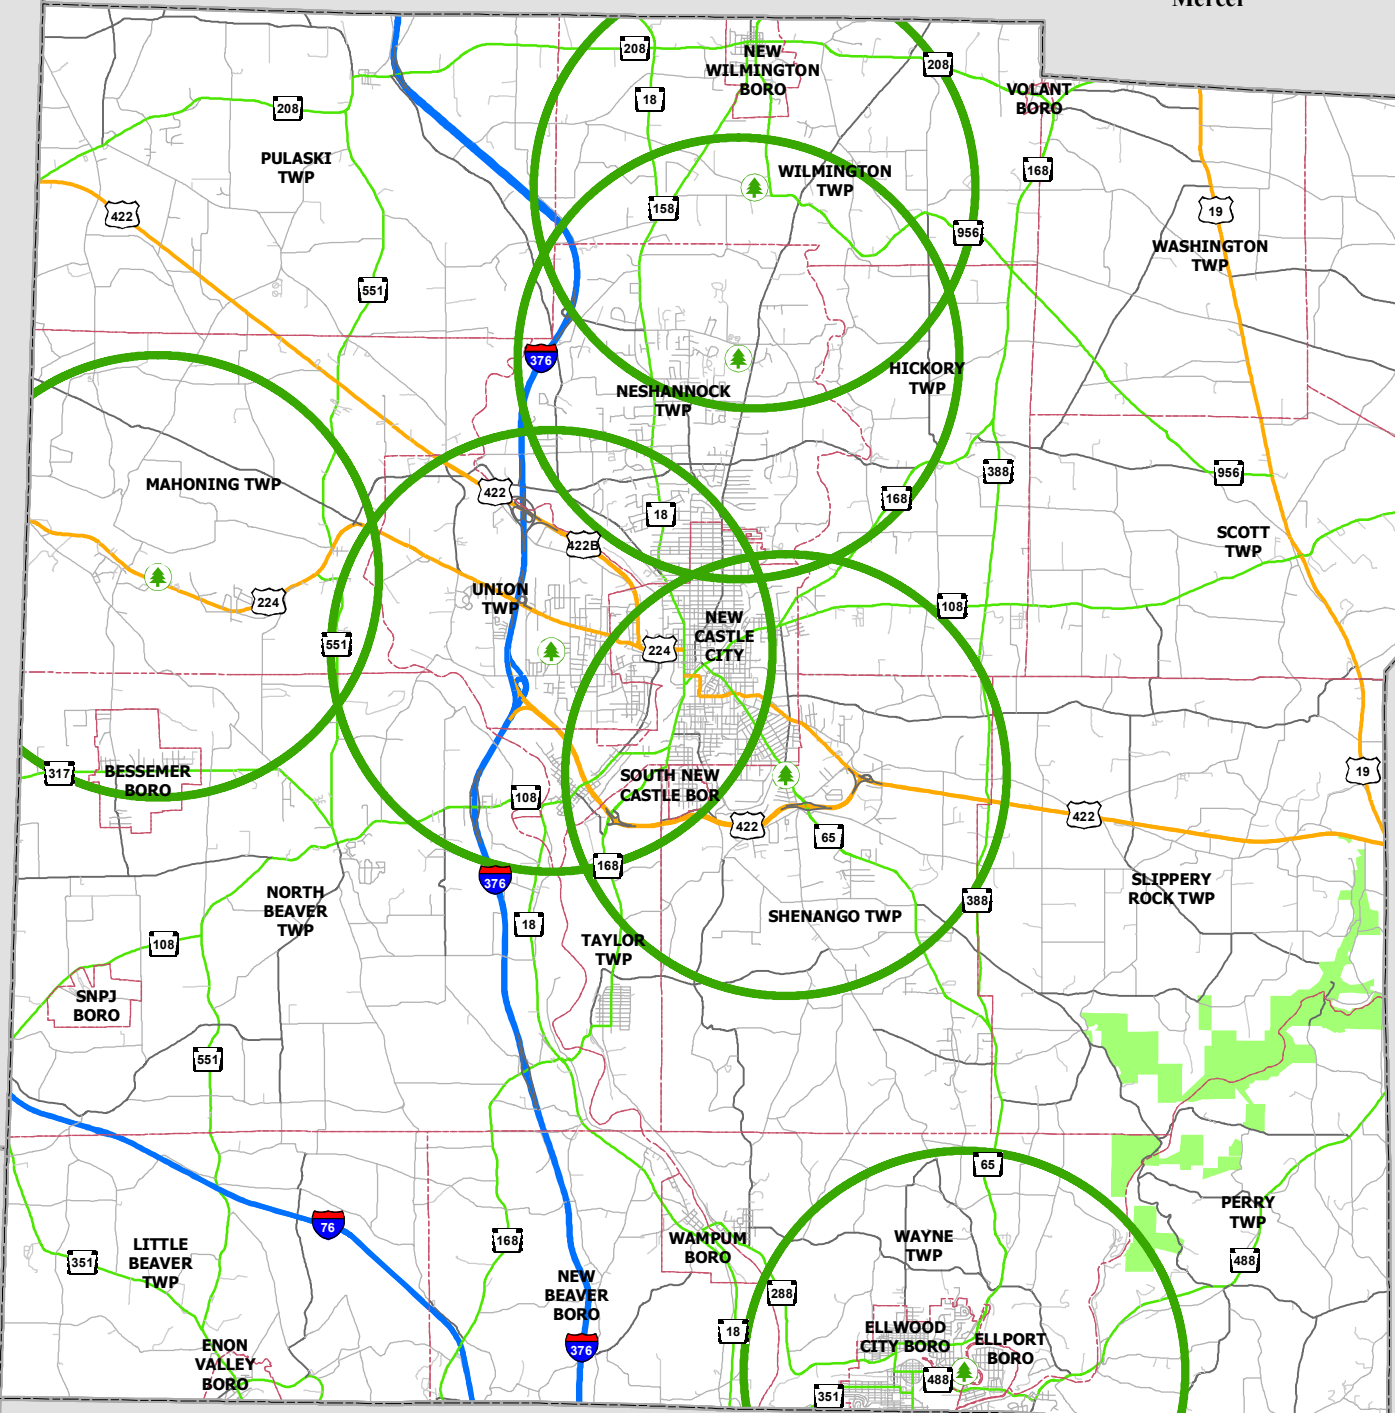 Mercer
208
NEW
WILMINGTON
BORO
208
18
VOLANT
BORO
208
PULASKI
TWP
WILMINGTON
TWP
168
422
158
19
956
WASHINGTON
TWP
551
376
HICKORY
TWP
NESHANNOCK
TWP
MAHONING TWP
422
388
956
168
18
422B
SCOTT
TWP
224
UNION
TWP
108
NEW
CASTLE
CITY
551
224
317
BESSEMER
BORO
SOUTH NEW
CASTLE BOR
19
108
422
422
65
168
376
NORTH
BEAVER
TWP
SLIPPERY
ROCK TWP
388
18
SHENANGO TWP
108
TAYLOR
TWP
SNPJ
BORO
551
65
76
PERRY
TWP
LITTLE
BEAVER
TWP
351
168
WAMPUM
BORO
WAYNE
TWP
488
NEW
BEAVER
BORO
288
18
ELLWOOD
CITY BORO
ELLPORT
BORO
376
ENON
VALLEY
BORO
488
351